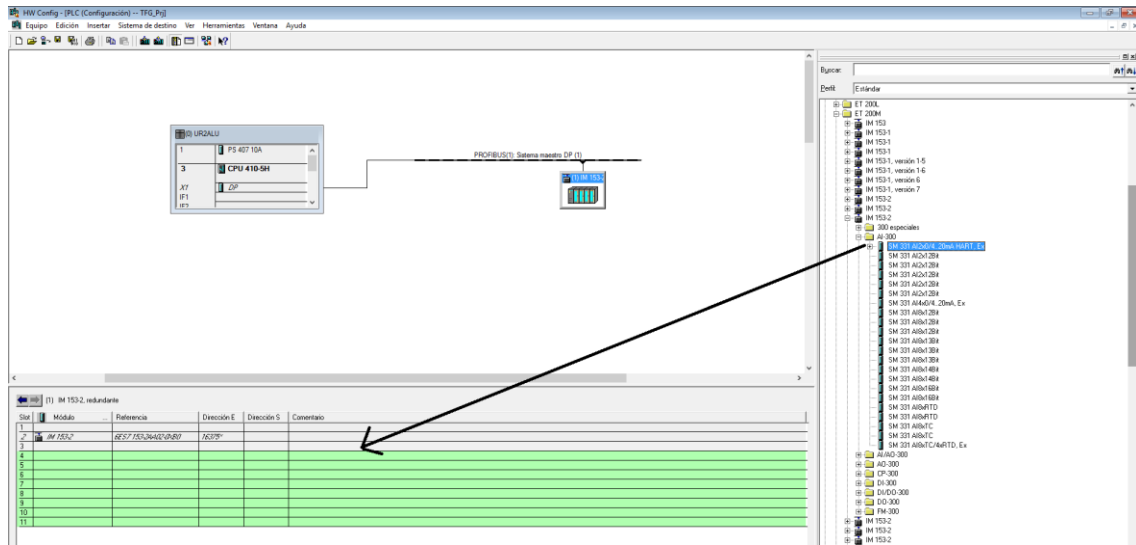 HW Config - [PLC (Configuración) -- TFG_Prj]
Equipo Edición Insertar Sistema de destino Ver Herramientas Ventana Ayuda
(0) UR2ALU
1 PS 407 10A
3 CPU 410-5H
X1 DP
IF1
IF2
PROFIBUS(1): Sistema maestro DP (1)
(1) IM 153-2
Buscar:
Perfil: Estándar
ET 200L
ET 200M
IM 153
IM 153-1
IM 153-1
IM 153-1
IM 153-1, versión 1-5
IM 153-1, versión 1-6
IM 153-1, versión 6
IM 153-1, versión 7
IM 153-2
IM 153-2
IM 153-2
300 especiales
AI-300
SM 331 AI2x0/4..20mA HART, Ex
SM 331 AI2x12Bit
SM 331 AI2x12Bit
SM 331 AI2x12Bit
SM 331 AI2x12Bit
SM 331 AI2x12Bit
SM 331 AI4x0/4..20mA, Ex
SM 331 AI8x12Bit
SM 331 AI8x12Bit
SM 331 AI8x12Bit
SM 331 AI8x13Bit
SM 331 AI8x13Bit
SM 331 AI8x13Bit
SM 331 AI8x14Bit
SM 331 AI8x14Bit
SM 331 AI8x16Bit
SM 331 AI8x16Bit
SM 331 AI8xRTD
SM 331 AI8xRTD
SM 331 AI8xTC
SM 331 AI8xTC
SM 331 AI8xTC/4xRTD, Ex
AI/AO-300
AO-300
CP-300
DI-300
DI/DO-300
DO-300
FM-300
IM 153-2
IM 153-2
IM 153-2
(1) IM 153-2, redundante
Slot Módulo ... Referencia Dirección E Dirección S Comentario
1
2 IM 153-2 6ES7 153-2AA02-0XB0 16375*
3
4
5
6
7
8
9
10
11